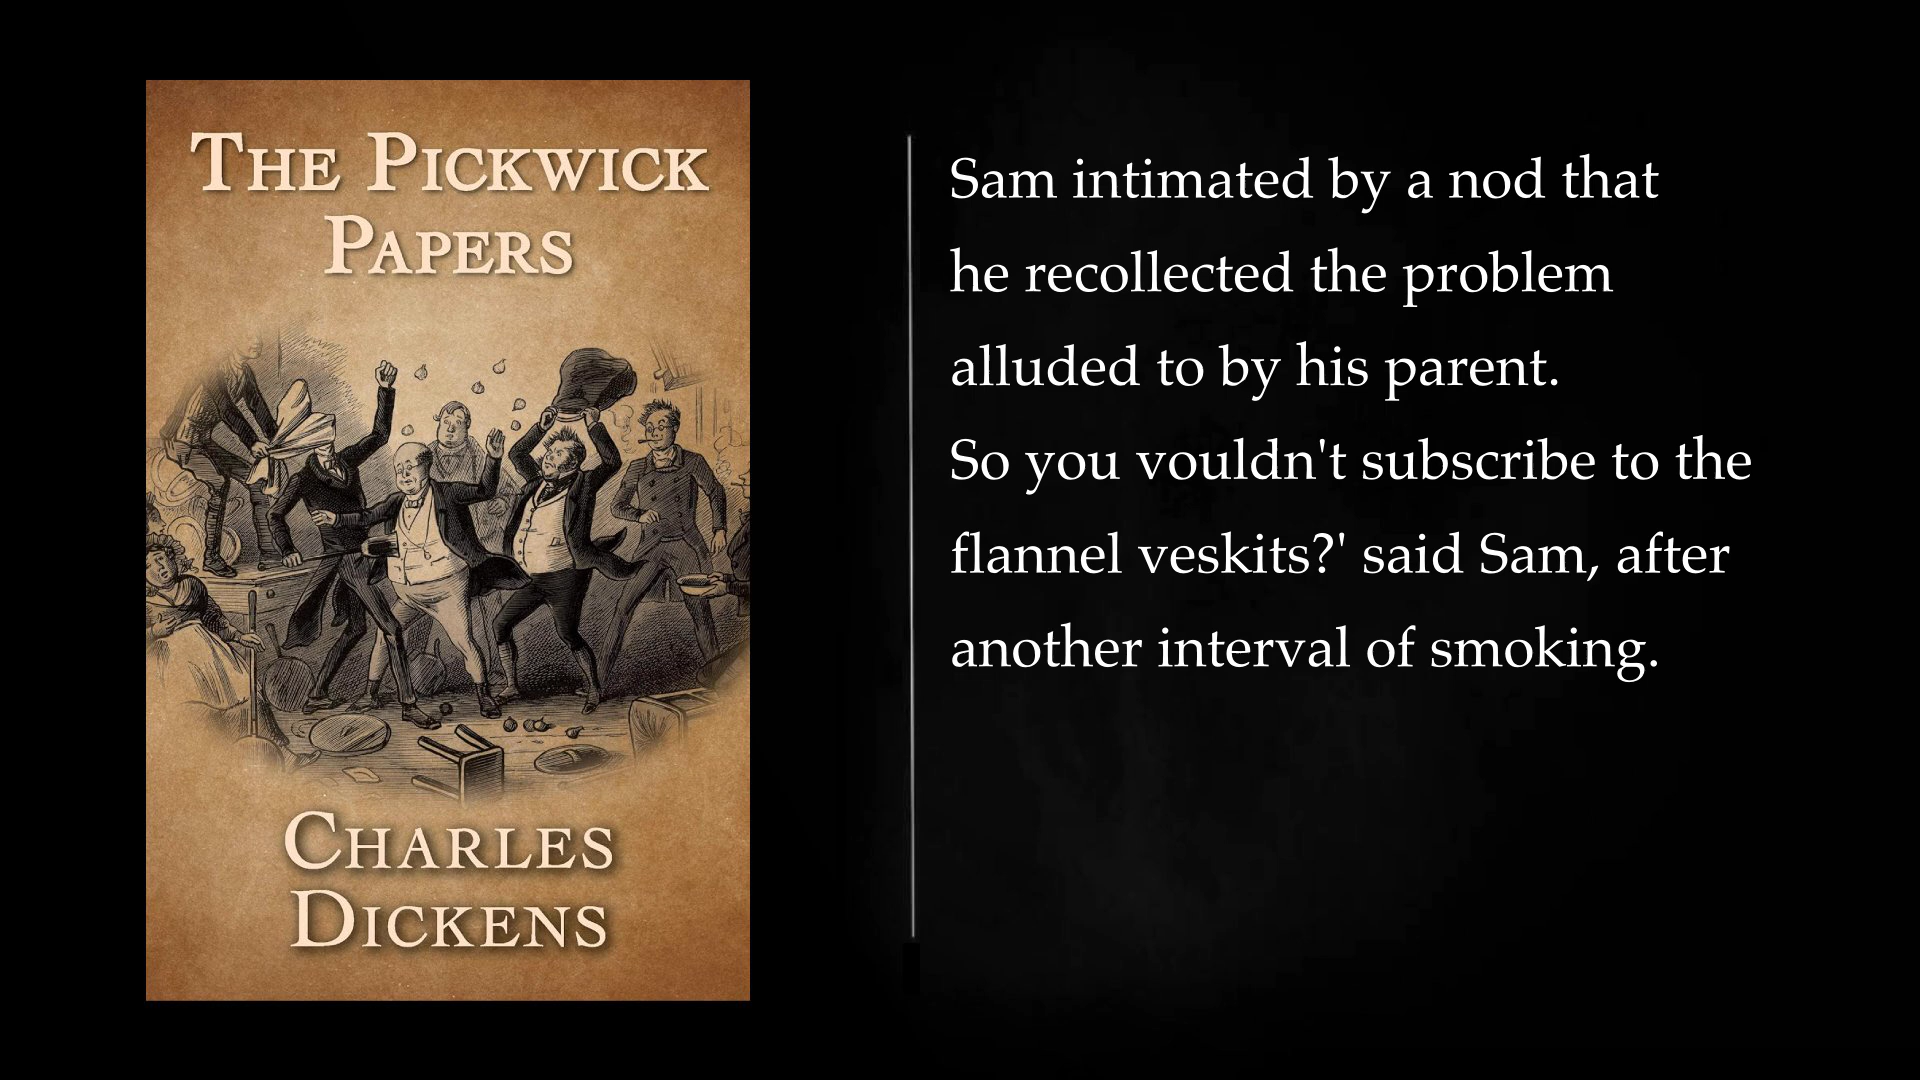 THE PICKWICK
PAPERS
CHARLES
DICKENS
Sam intimated by a nod that
he recollected the problem
alluded to by his parent.
So you vouldn't subscribe to the
flannel veskits?' said Sam, after
another interval of smoking.